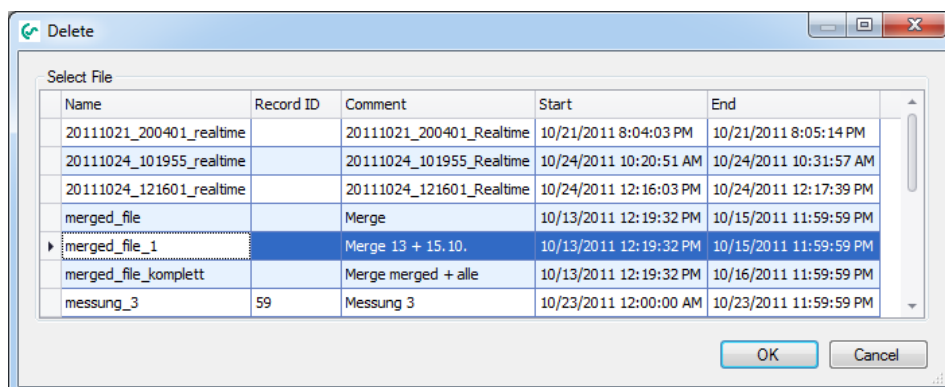 Delete
Select File
Name Record ID Comment Start End
20111021_200401_realtime 20111021_200401_Realtime 10/21/2011 8:04:03 PM 10/21/2011 8:05:14 PM
20111024_101955_realtime 20111024_101955_Realtime 10/24/2011 10:20:51 AM 10/24/2011 10:31:57 AM
20111024_121601_realtime 20111024_121601_Realtime 10/24/2011 12:16:03 PM 10/24/2011 12:17:39 PM
merged_file Merge 10/13/2011 12:19:32 PM 10/15/2011 11:59:59 PM
merged_file_1 Merge 13 + 15.10. 10/13/2011 12:19:32 PM 10/15/2011 11:59:59 PM
merged_file_komplett Merge merged + alle 10/13/2011 12:19:32 PM 10/16/2011 11:59:59 PM
messung_3 59 Messung 3 10/23/2011 12:00:00 AM 10/23/2011 11:59:59 PM
OK Cancel